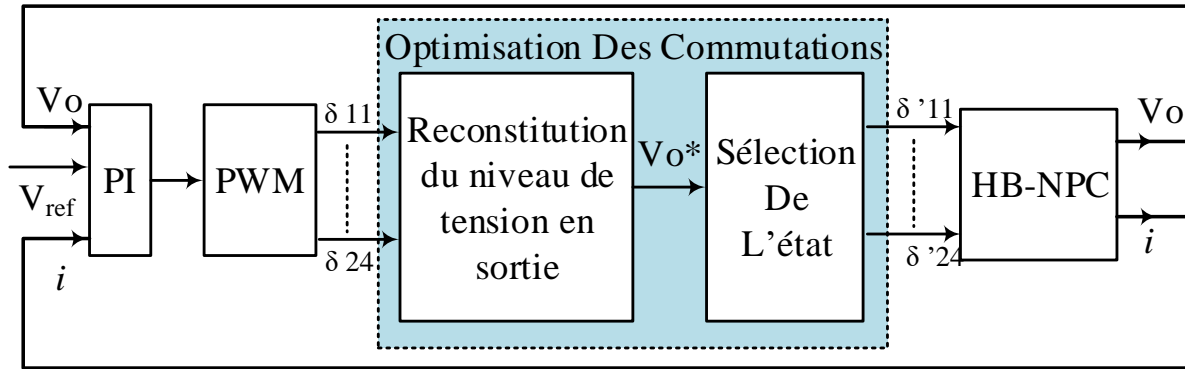 Optimisation Des Commutations
Vo
V_ref
i
PI
PWM
δ 11
δ 24
Reconstitution
du niveau de
tension en
sortie
Vo*
Sélection
De
L'état
δ ’11
δ ’24
HB-NPC
Vo
i